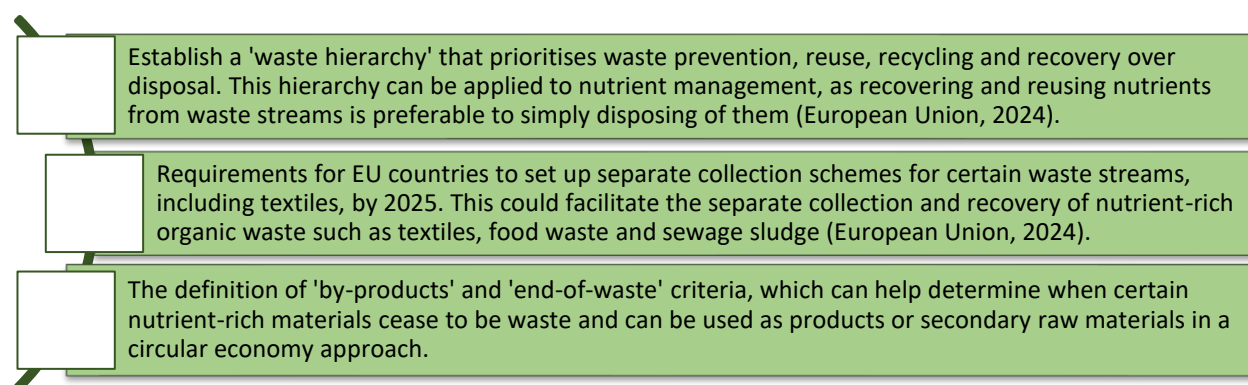 Establish a 'waste hierarchy' that prioritises waste prevention, reuse, recycling and recovery over
disposal. This hierarchy can be applied to nutrient management, as recovering and reusing nutrients
from waste streams is preferable to simply disposing of them (European Union, 2024).
Requirements for EU countries to set up separate collection schemes for certain waste streams,
including textiles, by 2025. This could facilitate the separate collection and recovery of nutrient-rich
organic waste such as textiles, food waste and sewage sludge (European Union, 2024).
The definition of 'by-products' and 'end-of-waste' criteria, which can help determine when certain
nutrient-rich materials cease to be waste and can be used as products or secondary raw materials in a
circular economy approach.